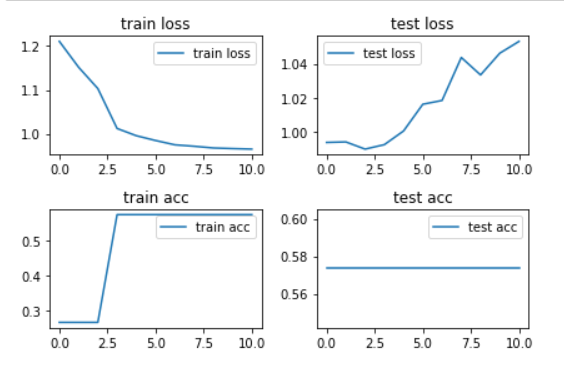 train loss
test loss
train loss
test loss
1.2
1.1
1.0
0.0 2.5 5.0 7.5 10.0
1.04
1.02
1.00
0.0 2.5 5.0 7.5 10.0
train acc
test acc
train acc
test acc
0.5
0.4
0.3
0.0 2.5 5.0 7.5 10.0
0.60
0.58
0.56
0.0 2.5 5.0 7.5 10.0